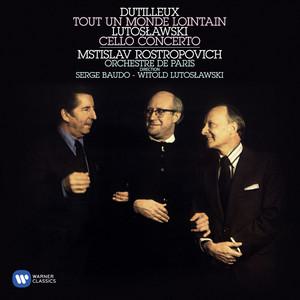 DUTILLEUX
TOUT UN MONDE LOINTAIN
LUTOSŁAWSKI
CELLO CONCERTO
MSTISLAV ROSTROPOVICH
ORCHESTRE DE PARIS
DIRECTION
SERGE BAUDO - WITOLD LUTOSŁAWSKI
WARNER
CLASSICS